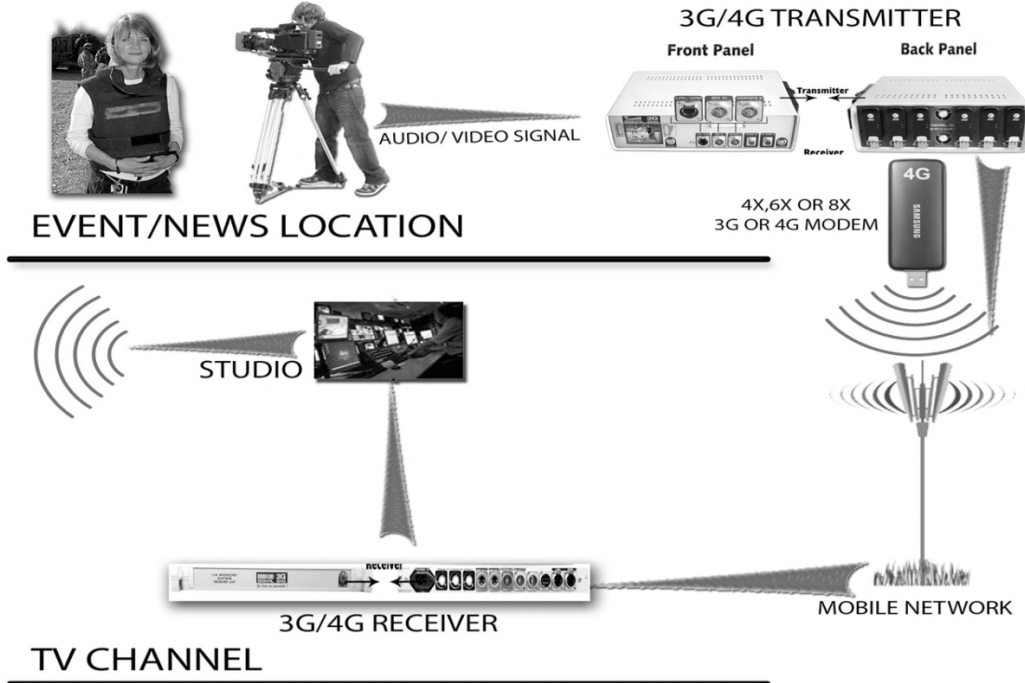 3G/4G TRANSMITTER
Front Panel
Back Panel
Transmitter
AUDIO/ VIDEO SIGNAL
Receiver
4G
SAMSUNG
4X,6X OR 8X
3G OR 4G MODEM
EVENT/NEWS LOCATION
STUDIO
Receiver
3G
3G/4G RECEIVER
MOBILE NETWORK
TV CHANNEL